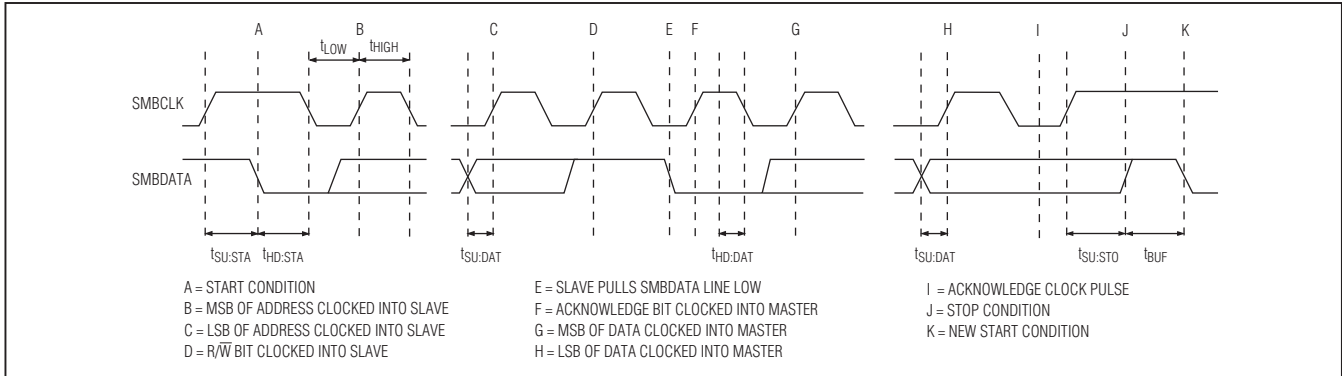 A B C D E F G H I J K
tLOW tHIGH
SMBCLK
SMBDATA
tSU:STA tHD:STA tSU:DAT tHD:DAT tSU:DAT tSU:STO tBUF
A = START CONDITION
B = MSB OF ADDRESS CLOCKED INTO SLAVE
C = LSB OF ADDRESS CLOCKED INTO SLAVE
D = R/W̅ BIT CLOCKED INTO SLAVE
E = SLAVE PULLS SMBDATA LINE LOW
F = ACKNOWLEDGE BIT CLOCKED INTO MASTER
G = MSB OF DATA CLOCKED INTO MASTER
H = LSB OF DATA CLOCKED INTO MASTER
I = ACKNOWLEDGE CLOCK PULSE
J = STOP CONDITION
K = NEW START CONDITION